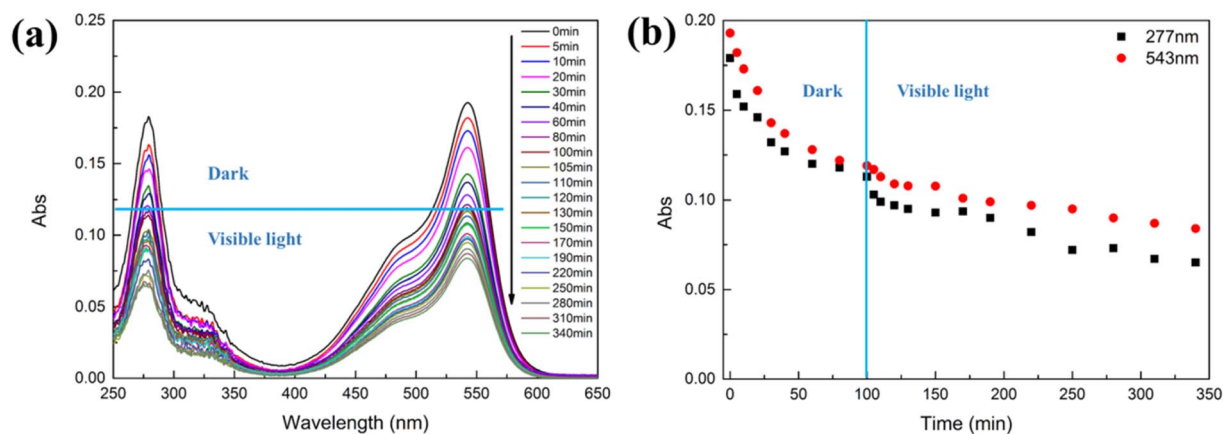 (a)
Abs
0.25
0.20
0.15
0.10
0.05
0.00
250 300 350 400 450 500 550 600 650
Wavelength (nm)
Dark
Visible light
0min
5min
10min
20min
30min
40min
60min
80min
100min
105min
110min
120min
130min
150min
170min
190min
220min
250min
280min
310min
340min
(b)
Abs
0.20
0.15
0.10
0.05
0.00
0 50 100 150 200 250 300 350
Time (min)
Dark Visible light
277nm
543nm